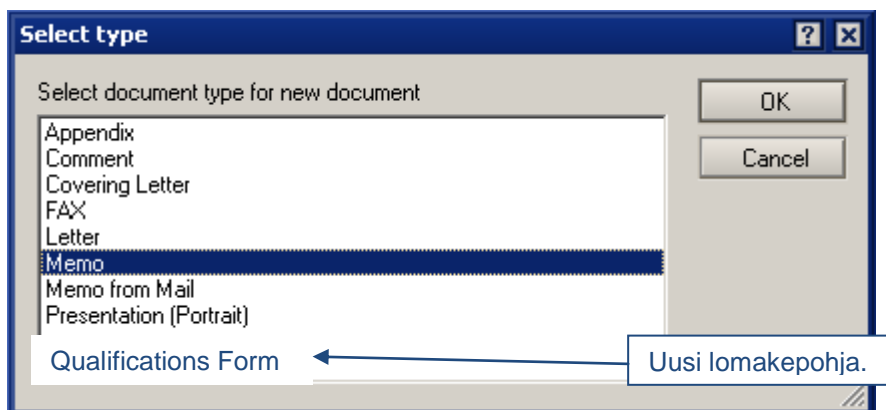 Select type
Select document type for new document
OK
Cancel
Appendix
Comment
Covering Letter
FAX
Letter
Memo
Memo from Mail
Presentation (Portrait)
Qualifications Form
Uusi lomakepohja.